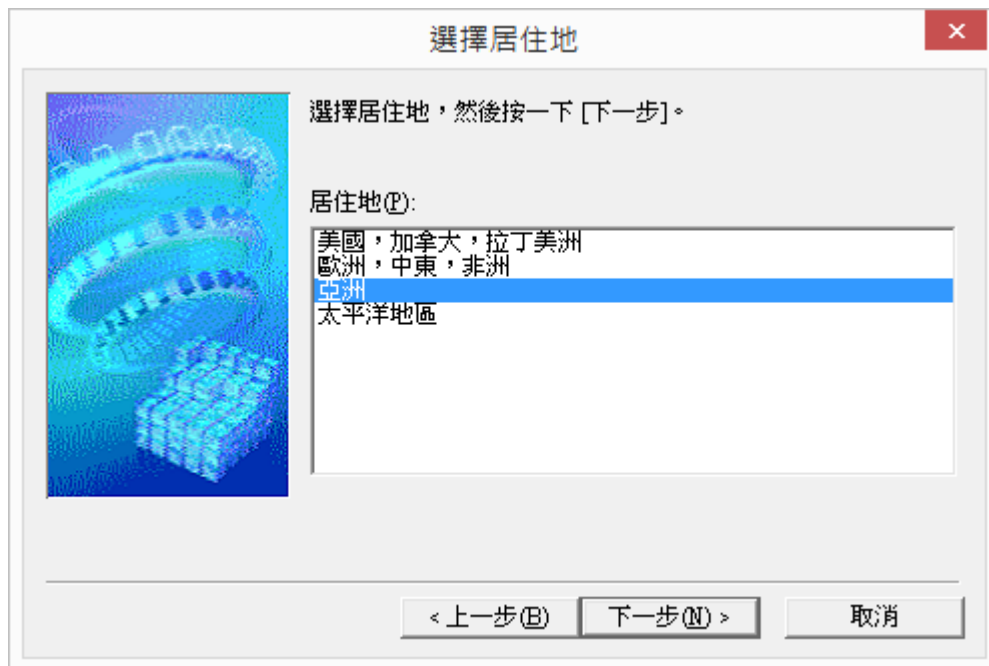 選擇居住地
選擇居住地，然後按一下 [下一步]。
居住地(P):
美國，加拿大，拉丁美洲
歐洲，中東，非洲
亞洲
太平洋地區
<上一步(B)
下一步(N)>
取消